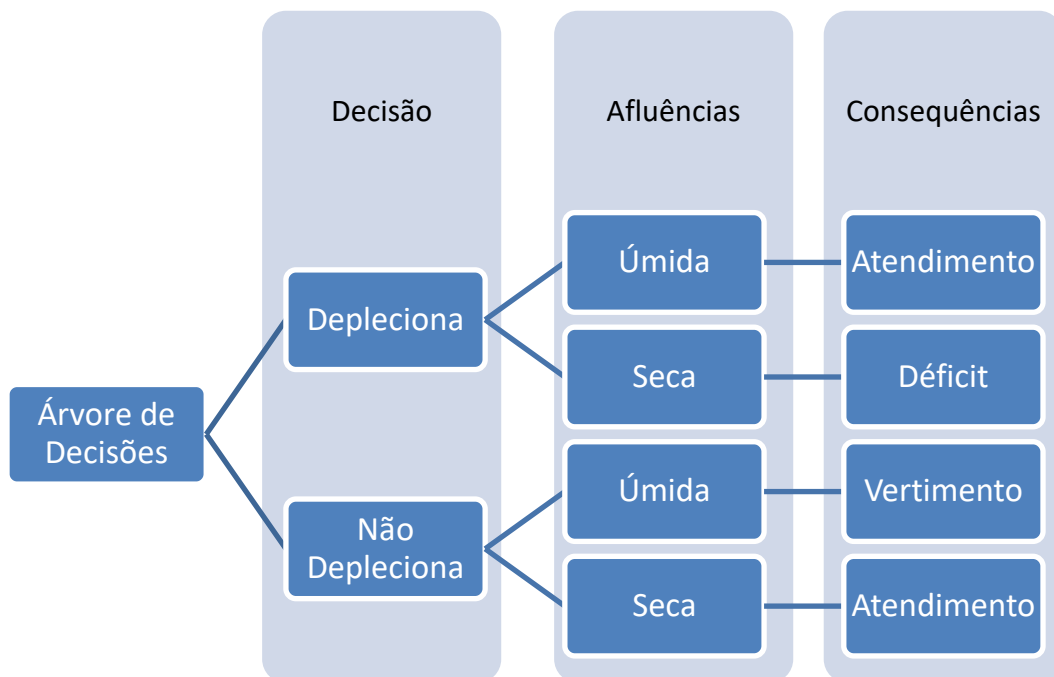 Decisão
Afluências
Consequências
Árvore de
Decisões
Depleciona
Úmida
Atendimento
Seca
Déficit
Não
Depleciona
Úmida
Vertimento
Seca
Atendimento